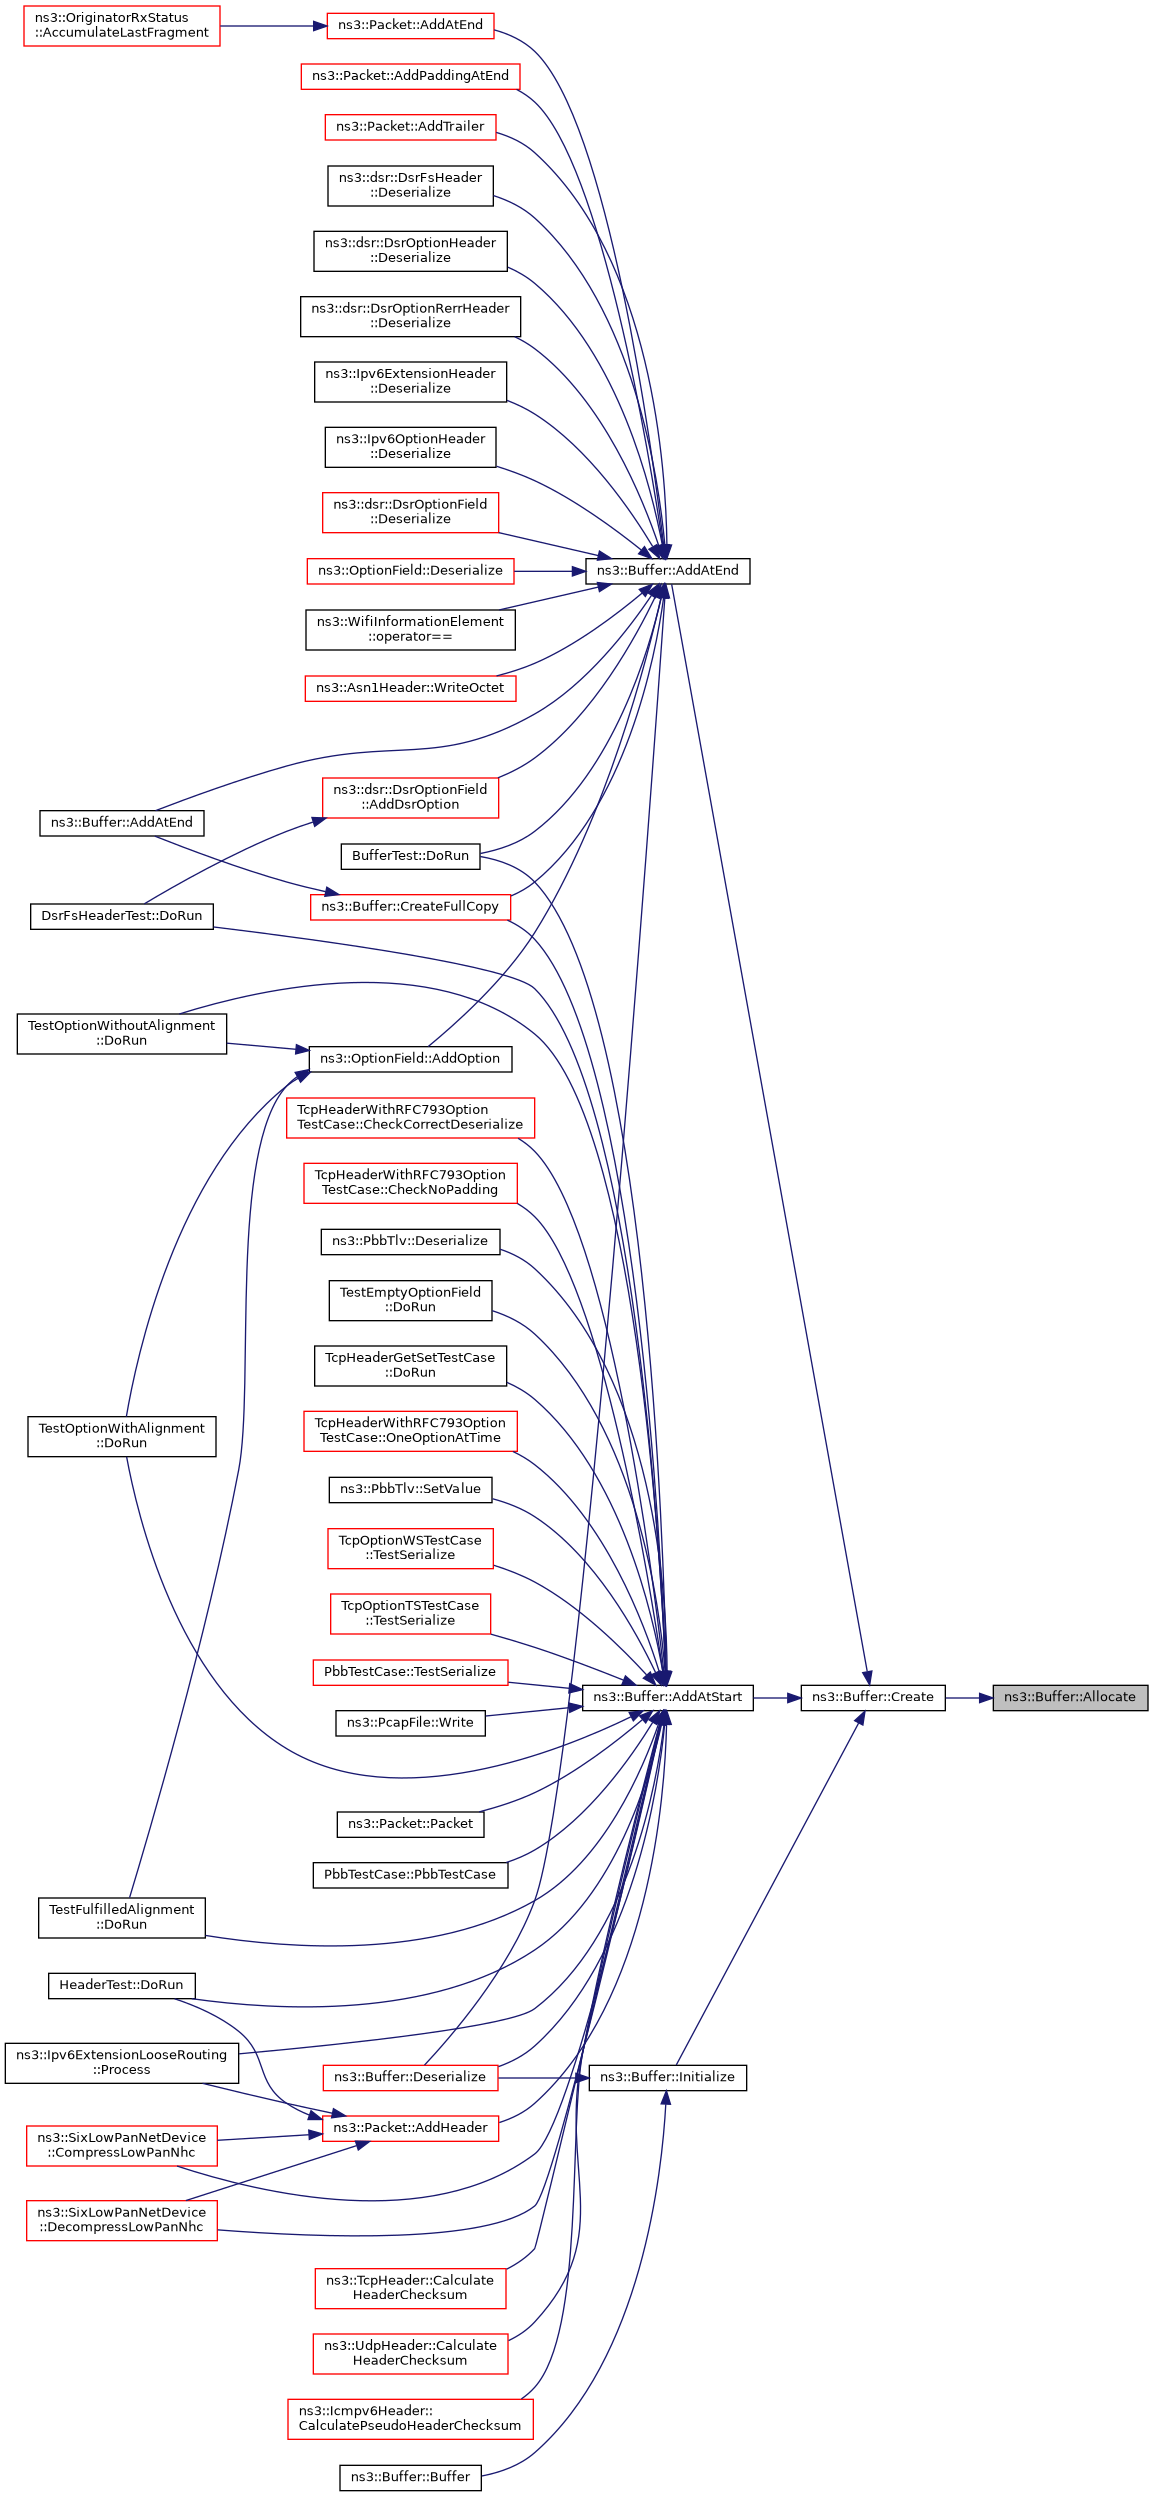 ns3::OriginatorRxStatus
::AccumulateLastFragment
ns3::Packet::AddAtEnd
ns3::Packet::AddPaddingAtEnd
ns3::Packet::AddTrailer
ns3::dsr::DsrFsHeader
::Deserialize
ns3::dsr::DsrOptionHeader
::Deserialize
ns3::dsr::DsrOptionRerrHeader
::Deserialize
ns3::Ipv6ExtensionHeader
::Deserialize
ns3::Ipv6OptionHeader
::Deserialize
ns3::dsr::DsrOptionField
::Deserialize
ns3::OptionField::Deserialize
ns3::Buffer::AddAtEnd
ns3::WifiInformationElement
::operator==
ns3::Asn1Header::WriteOctet
ns3::dsr::DsrOptionField
::AddDsrOption
ns3::Buffer::AddAtEnd
BufferTest::DoRun
ns3::Buffer::CreateFullCopy
DsrFsHeaderTest::DoRun
TestOptionWithoutAlignment
::DoRun
ns3::OptionField::AddOption
TcpHeaderWithRFC793Option
TestCase::CheckCorrectDeserialize
TcpHeaderWithRFC793Option
TestCase::CheckNoPadding
ns3::PbbTlv::Deserialize
TestEmptyOptionField
::DoRun
TcpHeaderGetSetTestCase
::DoRun
TestOptionWithAlignment
::DoRun
TcpHeaderWithRFC793Option
TestCase::OneOptionAtTime
ns3::PbbTlv::SetValue
TcpOptionWSTestCase
::TestSerialize
TcpOptionTSTestCase
::TestSerialize
PbbTestCase::TestSerialize
ns3::Buffer::AddAtStart
ns3::Buffer::Create
ns3::Buffer::Allocate
ns3::PcapFile::Write
ns3::Packet::Packet
PbbTestCase::PbbTestCase
TestFulfilledAlignment
::DoRun
HeaderTest::DoRun
ns3::Ipv6ExtensionLooseRouting
::Process
ns3::Buffer::Deserialize
ns3::Buffer::Initialize
ns3::Packet::AddHeader
ns3::SixLowPanNetDevice
::CompressLowPanNhc
ns3::SixLowPanNetDevice
::DecompressLowPanNhc
ns3::TcpHeader::Calculate
HeaderChecksum
ns3::UdpHeader::Calculate
HeaderChecksum
ns3::Icmpv6Header::
CalculatePseudoHeaderChecksum
ns3::Buffer::Buffer